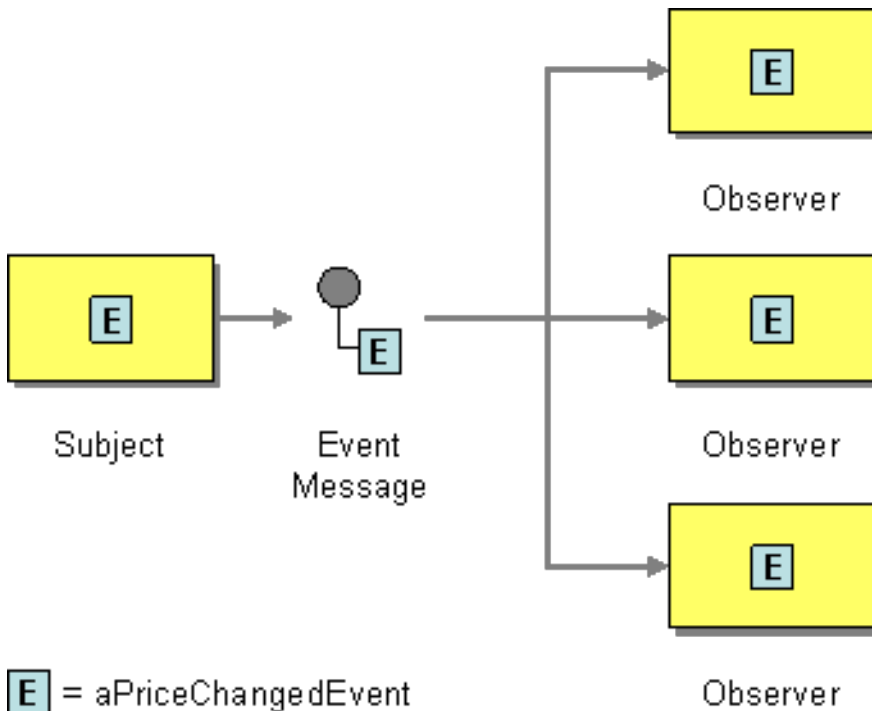 E
Observer
E
E
E
Subject
Event
Message
Observer
E
E = aPriceChangedEvent
Observer